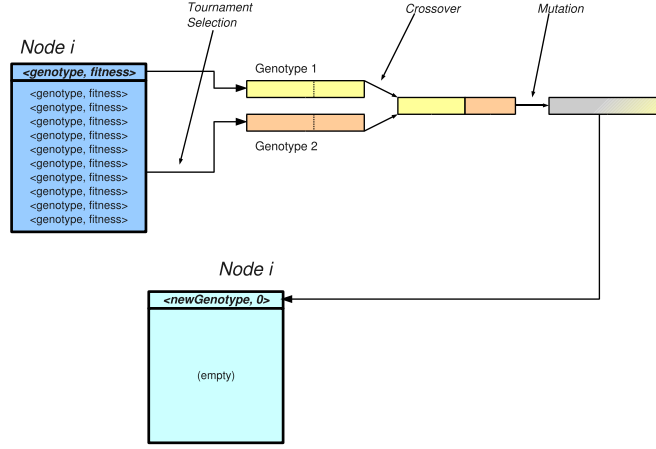 Tournament
Selection
Crossover
Mutation
Node i
<genotype, fitness>
<genotype, fitness>
<genotype, fitness>
<genotype, fitness>
<genotype, fitness>
<genotype, fitness>
<genotype, fitness>
<genotype, fitness>
<genotype, fitness>
<genotype, fitness>
<genotype, fitness>
Genotype 1
Genotype 2
Node i
<newGenotype, 0>
(empty)